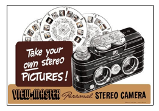 Take your
own stereo
PICTURES!
VIEW-MASTER Personal STEREO CAMERA